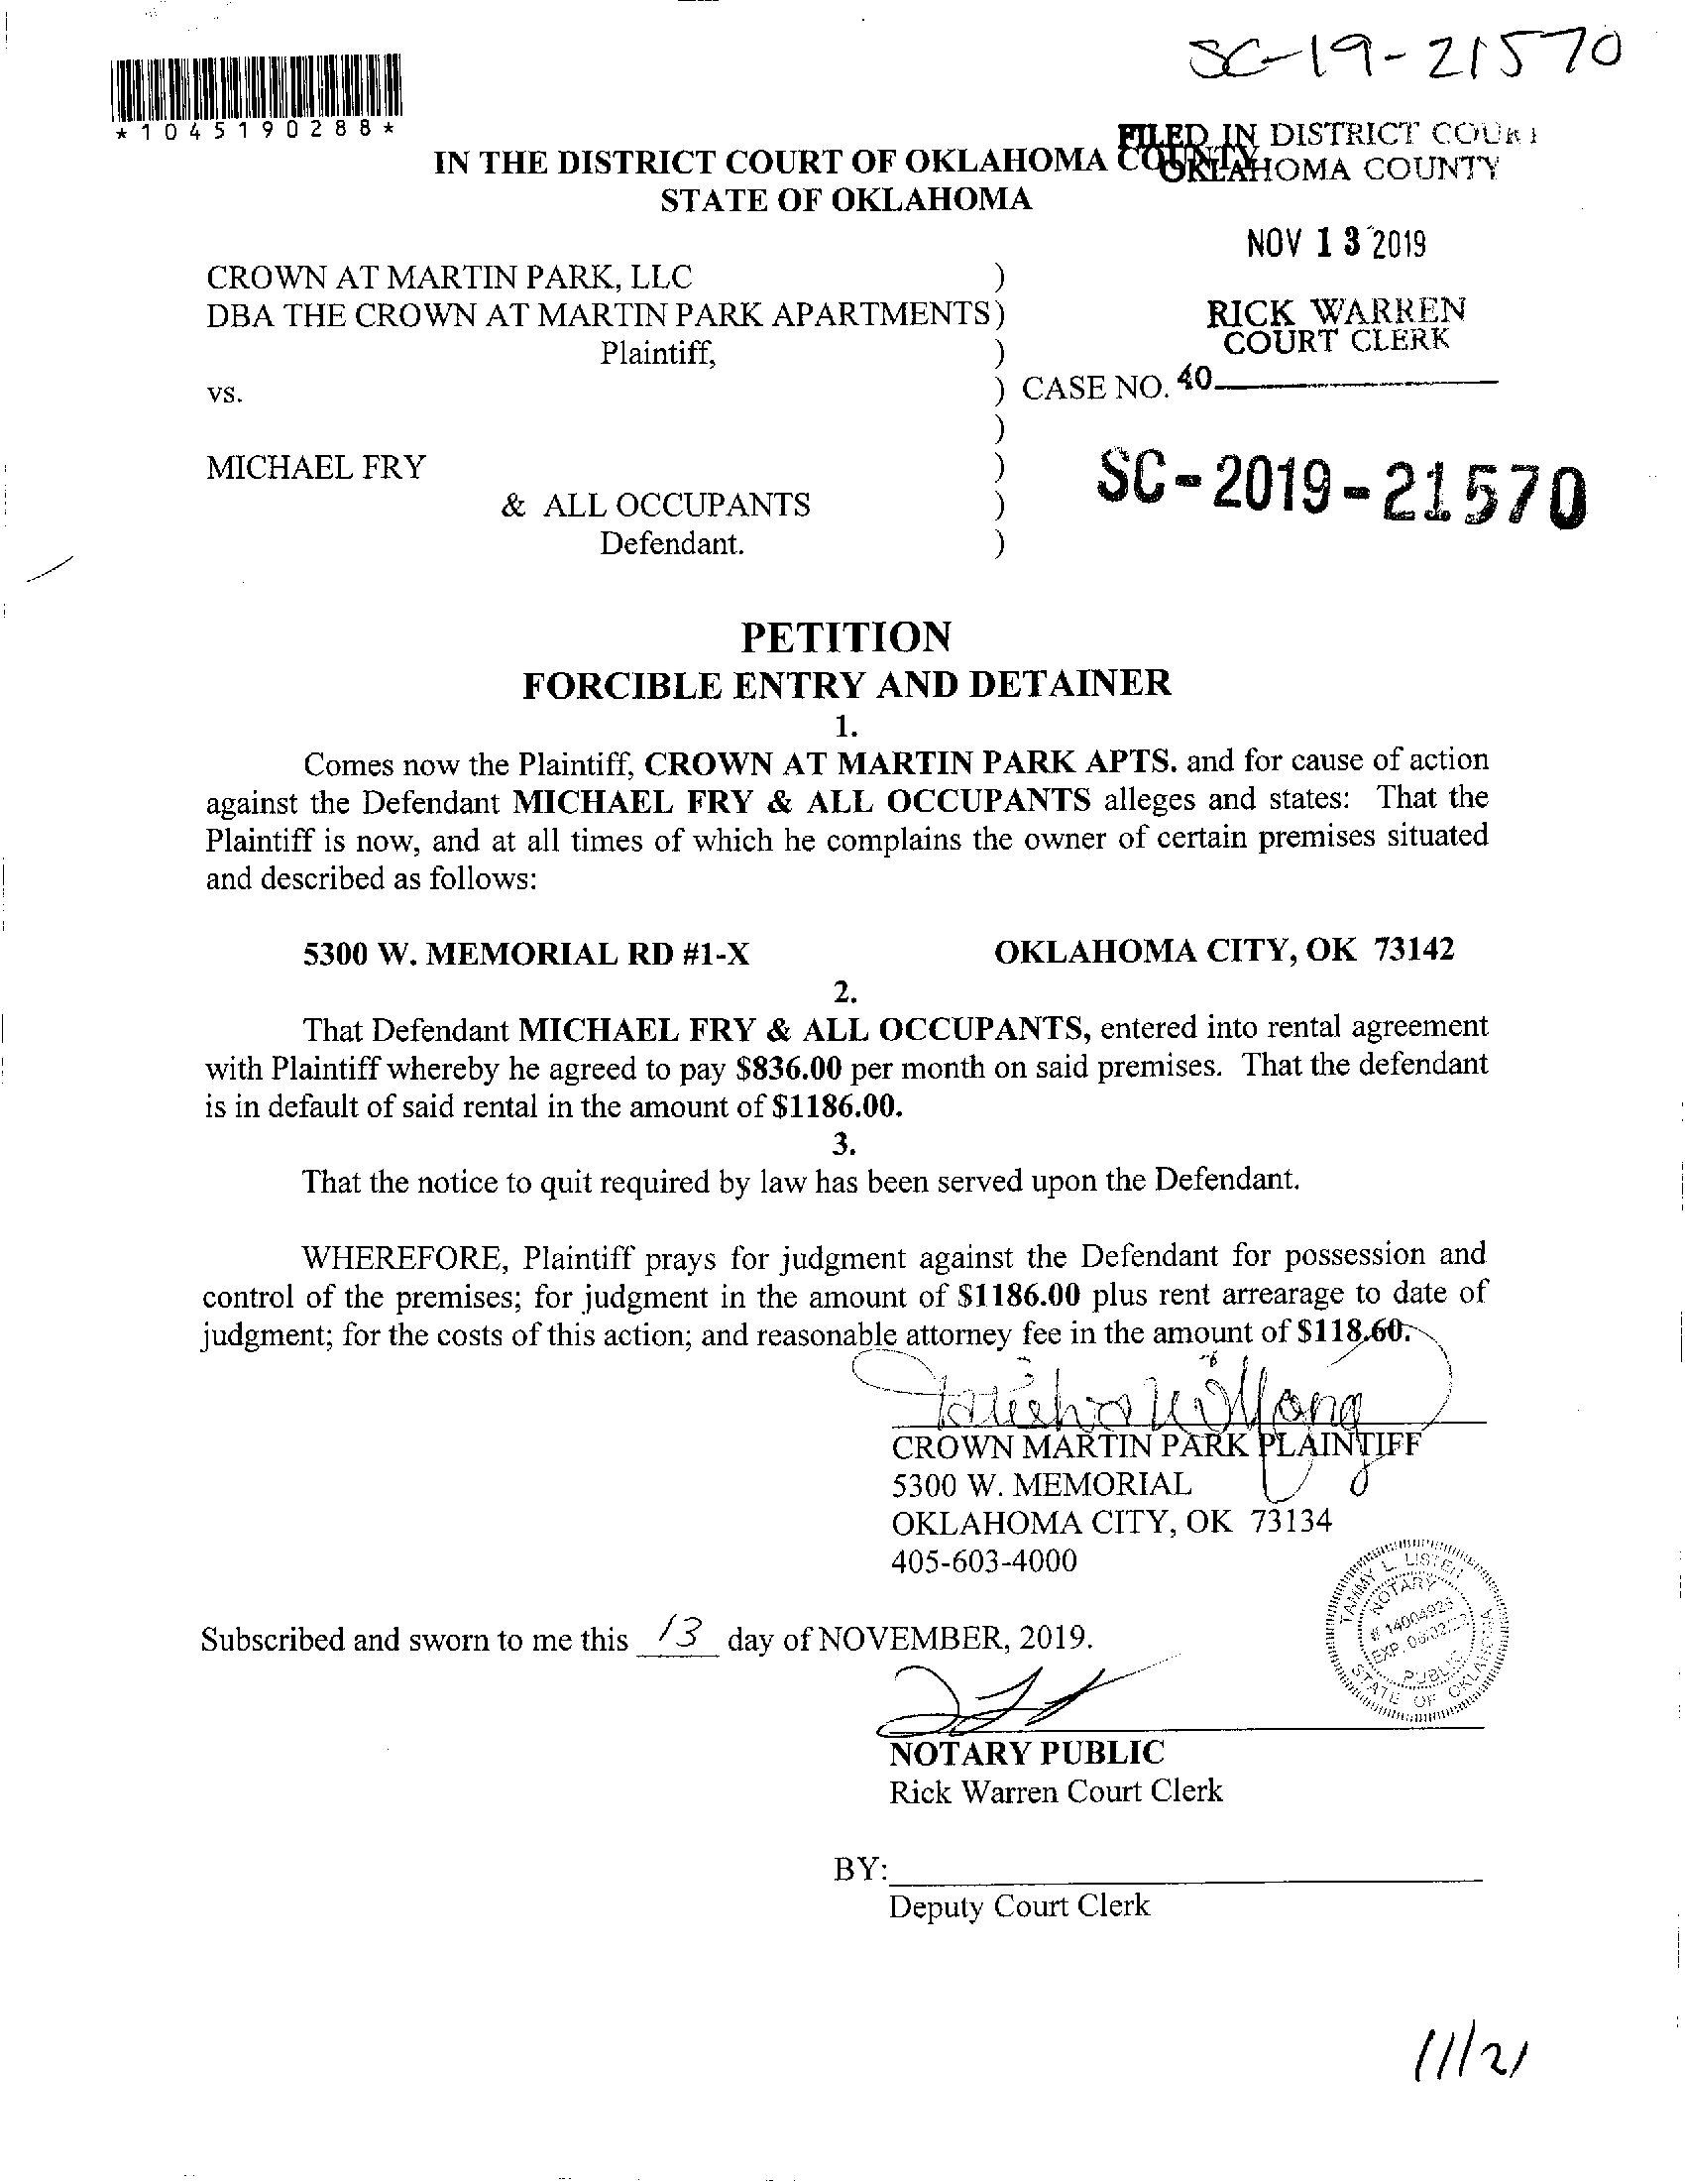 SC-19-21570
*1045190288*
FILED IN DISTRICT COURT
OKLAHOMA COUNTY
IN THE DISTRICT COURT OF OKLAHOMA COUNTY
STATE OF OKLAHOMA
NOV 13 2019
CROWN AT MARTIN PARK, LLC )
DBA THE CROWN AT MARTIN PARK APARTMENTS )
RICK WARREN
COURT CLERK
Plaintiff, )
vs. ) CASE NO. 40
)
MICHAEL FRY )
SC-2019-21570
& ALL OCCUPANTS )
Defendant. )
PETITION
FORCIBLE ENTRY AND DETAINER
1.
Comes now the Plaintiff, CROWN AT MARTIN PARK APTS. and for cause of action
against the Defendant MICHAEL FRY & ALL OCCUPANTS alleges and states: That the
Plaintiff is now, and at all times of which he complains the owner of certain premises situated
and described as follows:
5300 W. MEMORIAL RD #1-X OKLAHOMA CITY, OK 73142
2.
That Defendant MICHAEL FRY & ALL OCCUPANTS, entered into rental agreement
with Plaintiff whereby he agreed to pay $836.00 per month on said premises. That the defendant
is in default of said rental in the amount of $1186.00.
3.
That the notice to quit required by law has been served upon the Defendant.
WHEREFORE, Plaintiff prays for judgment against the Defendant for possession and
control of the premises; for judgment in the amount of $1186.00 plus rent arrearage to date of
judgment; for the costs of this action; and reasonable attorney fee in the amount of $118.60.
CROWN MARTIN PARK PLAINTIFF
5300 W. MEMORIAL
OKLAHOMA CITY, OK 73134
405-603-4000
TAMMY L. LISTER
NOTARY
# 14004926
EXP.
PUBLIC
STATE OF OKLAHOMA
Subscribed and sworn to me this 13 day of NOVEMBER, 2019.
NOTARY PUBLIC
Rick Warren Court Clerk
BY:
Deputy Court Clerk
11/21